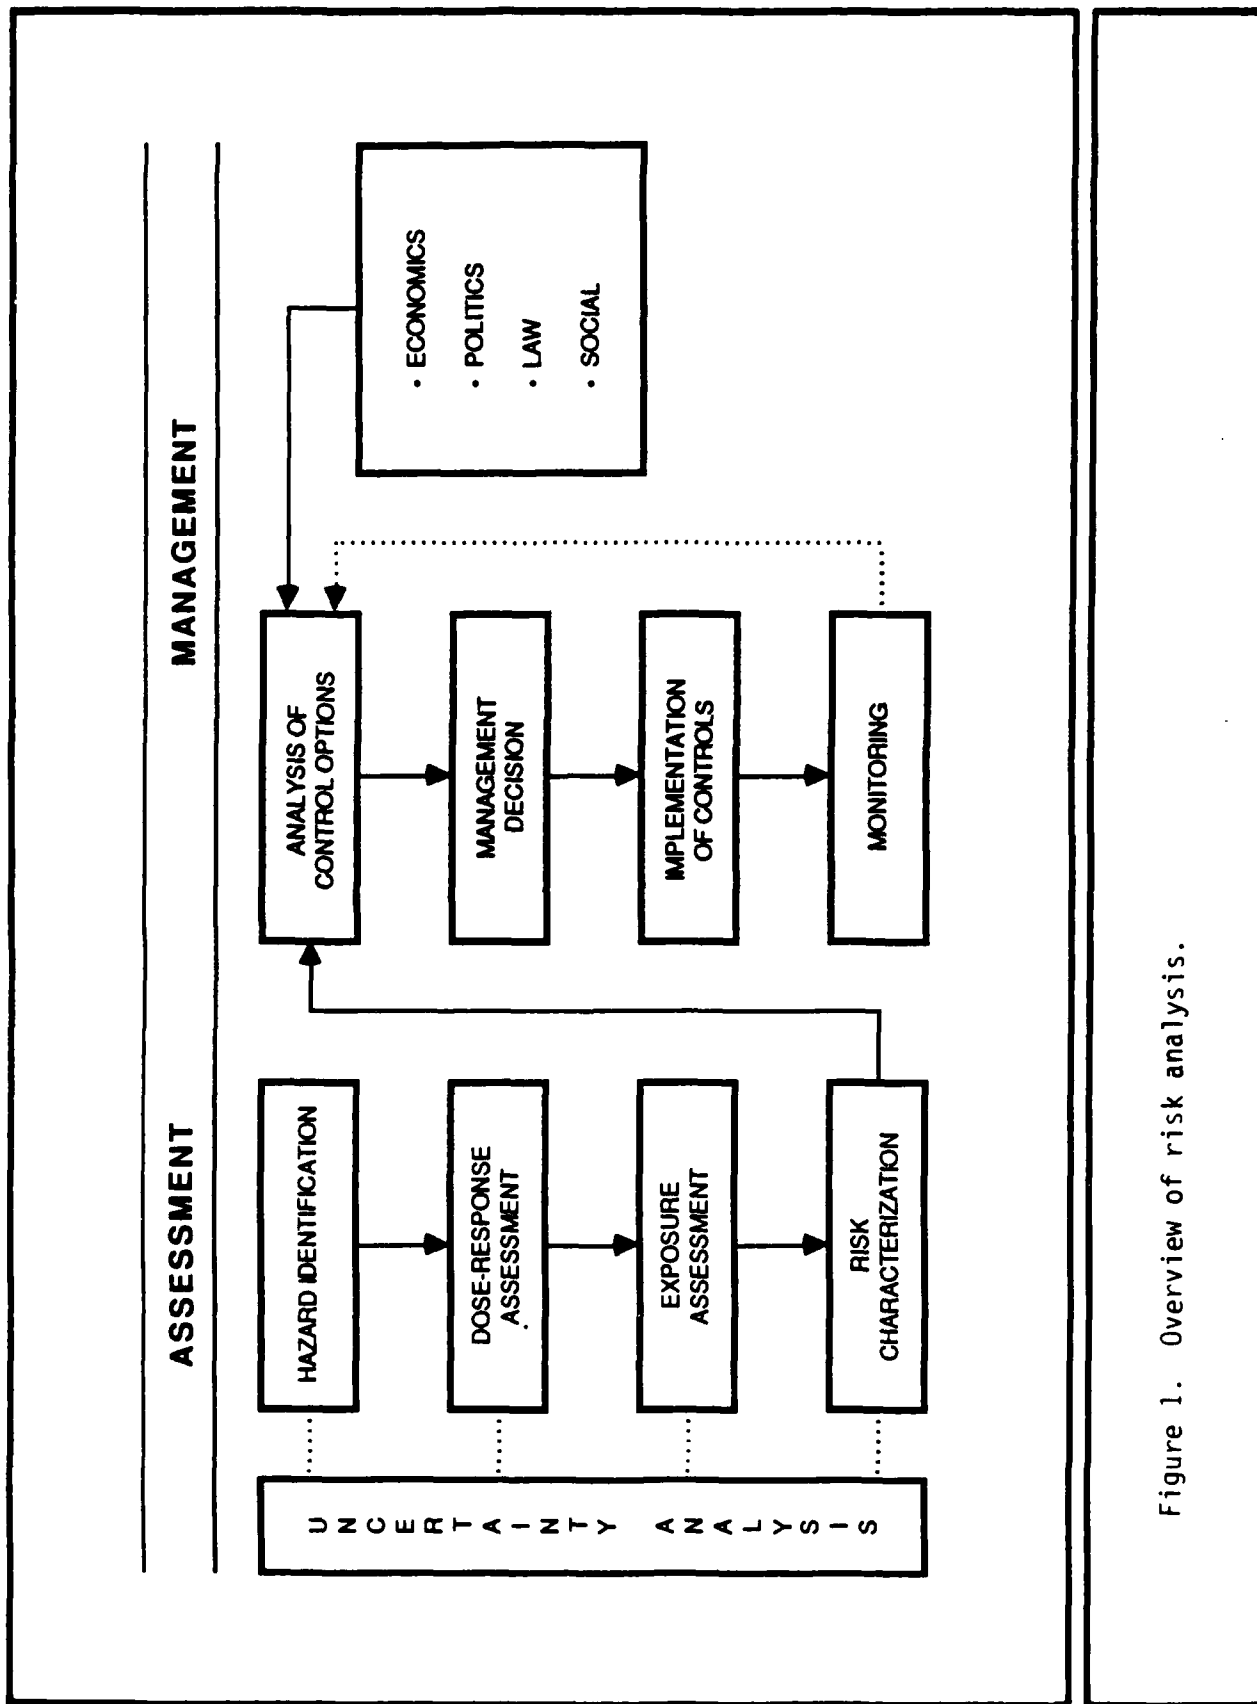 ASSESSMENT
MANAGEMENT
UNCERTAINTY ANALYSIS
HAZARD IDENTIFICATION
DOSE-RESPONSE
ASSESSMENT
EXPOSURE
ASSESSMENT
RISK
CHARACTERIZATION
ANALYSIS OF
CONTROL OPTIONS
MANAGEMENT
DECISION
IMPLEMENTATION
OF CONTROLS
MONITORING
• ECONOMICS
• POLITICS
• LAW
• SOCIAL
Figure 1. Overview of risk analysis.